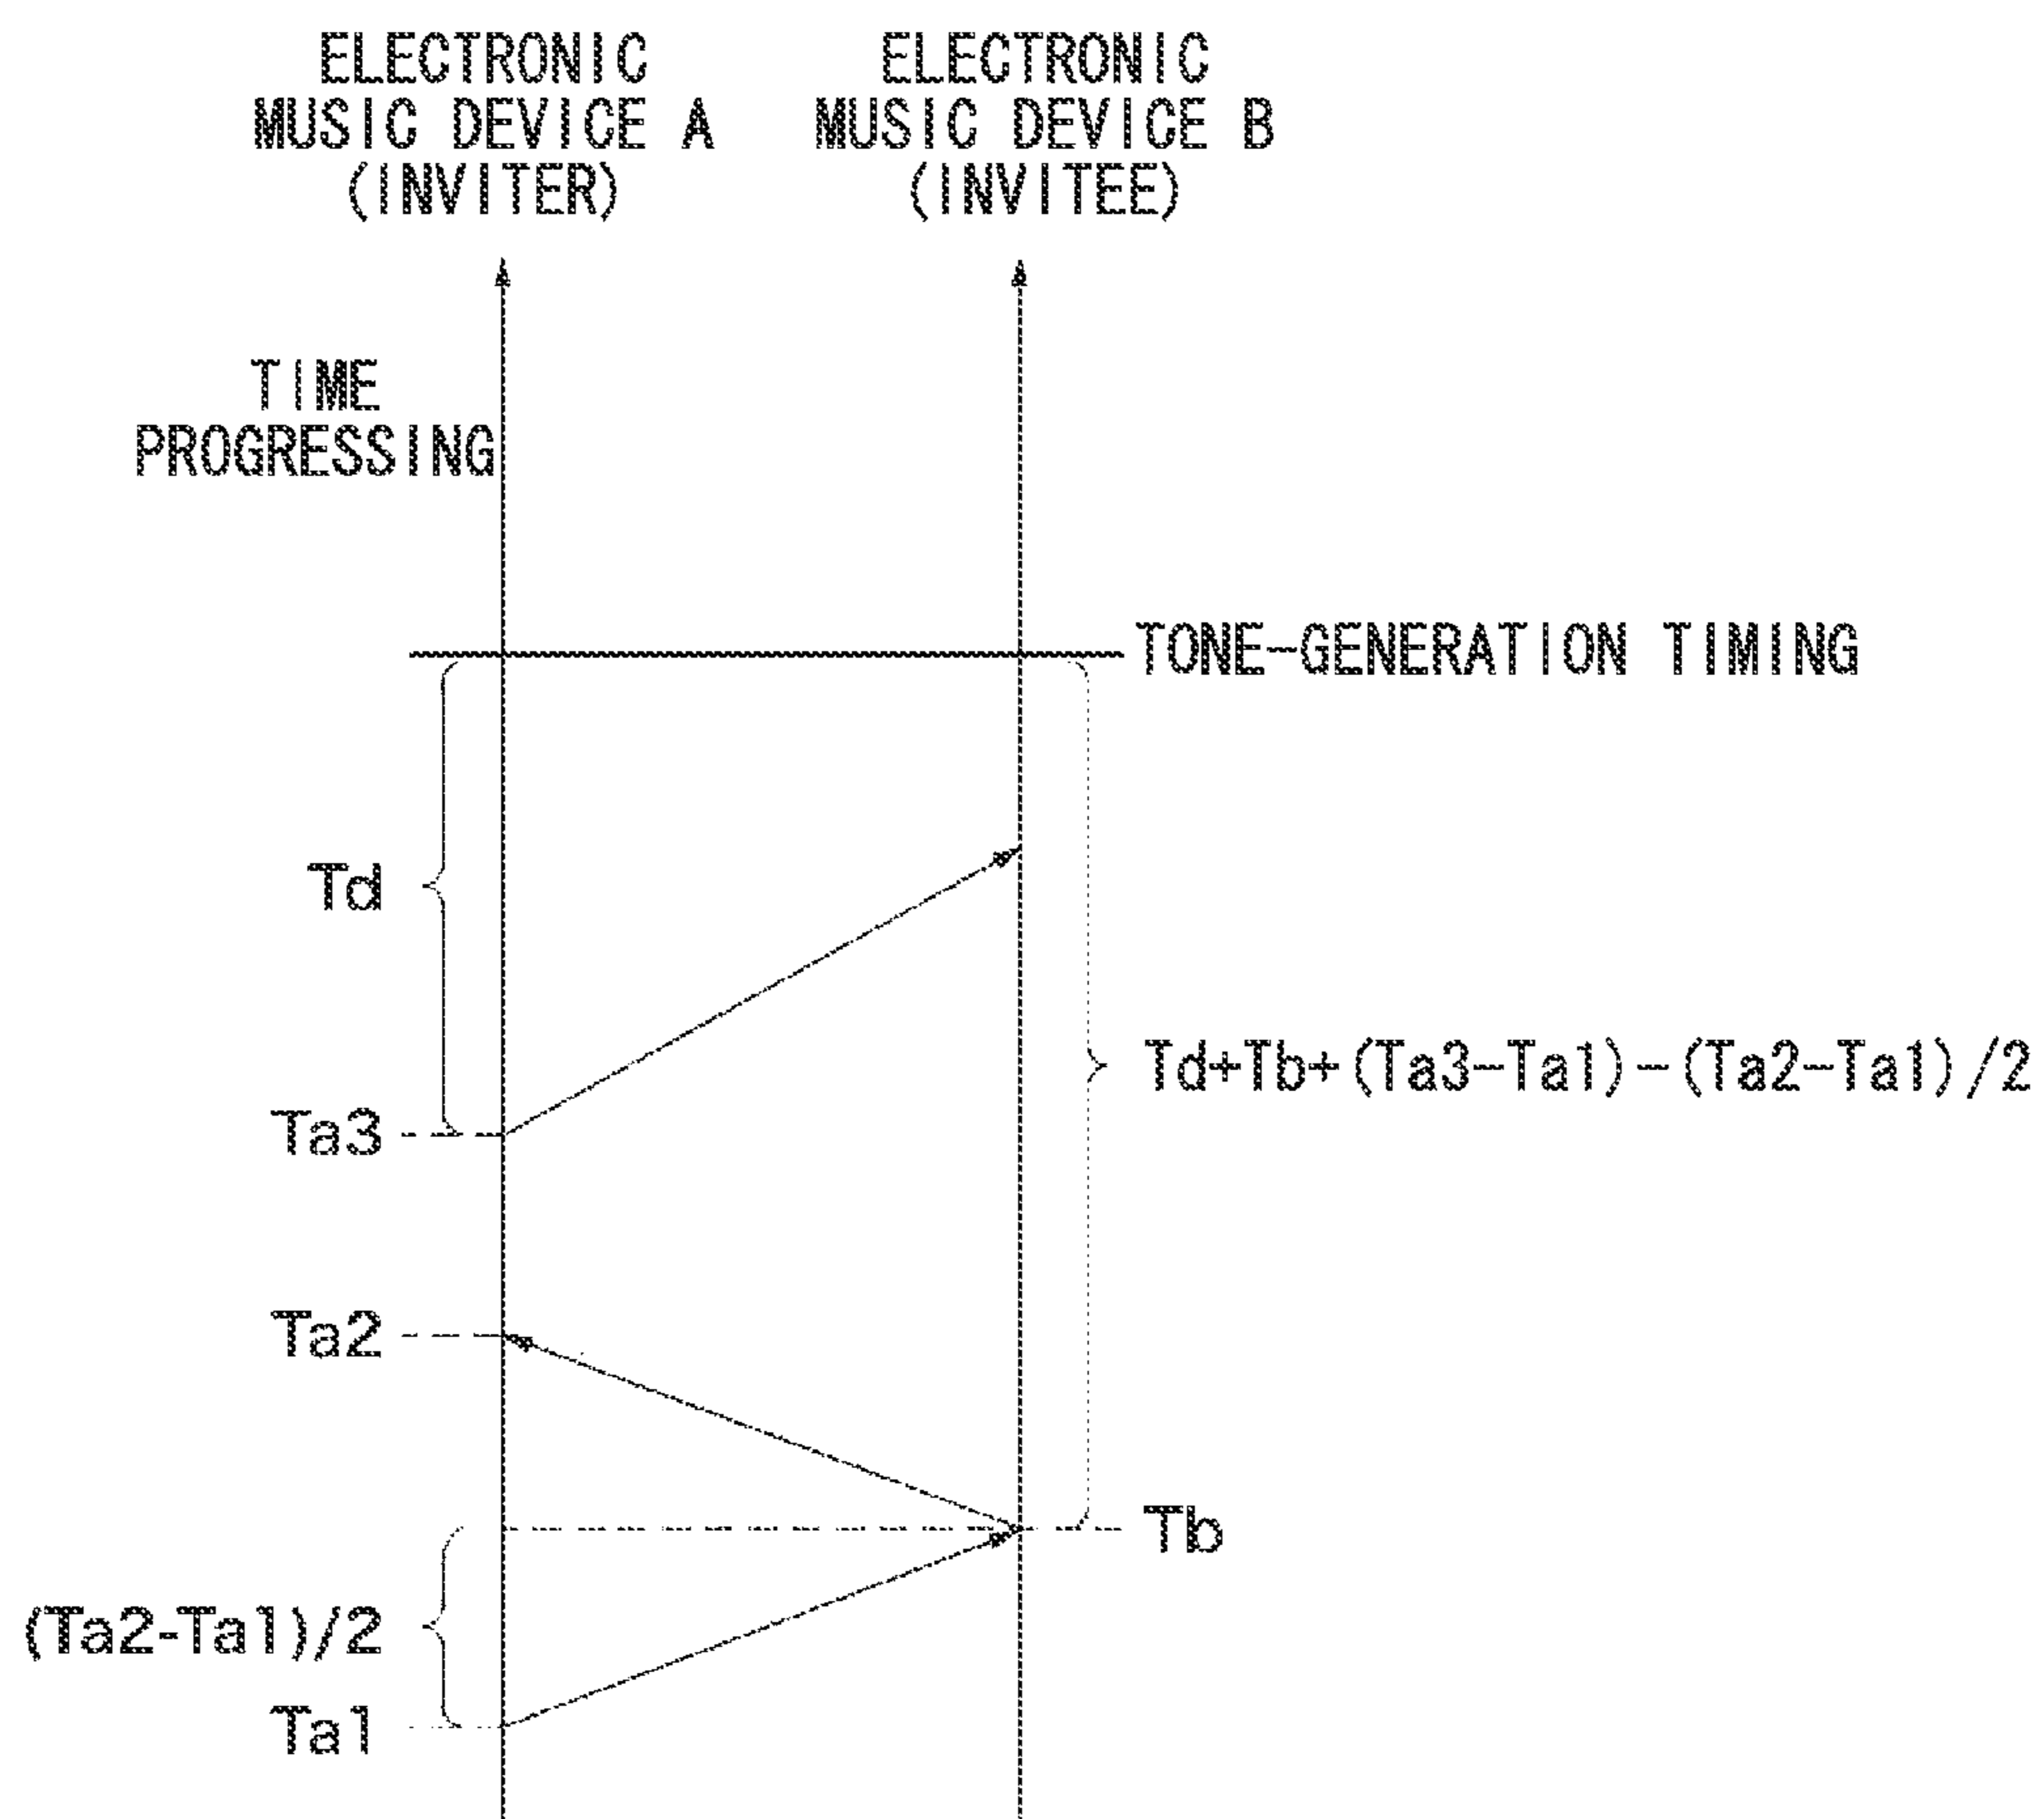 ELECTRONIC
MUSIC DEVICE A
(INVITER)
ELECTRONIC
MUSIC DEVICE B
(INVITEE)
TIME
PROGRESSING
TONE-GENERATION TIMING
Td
Td+Tb+(Ta3-Ta1)-(Ta2-Ta1)/2
Ta3
Ta2
Tb
(Ta2-Ta1)/2
Ta1